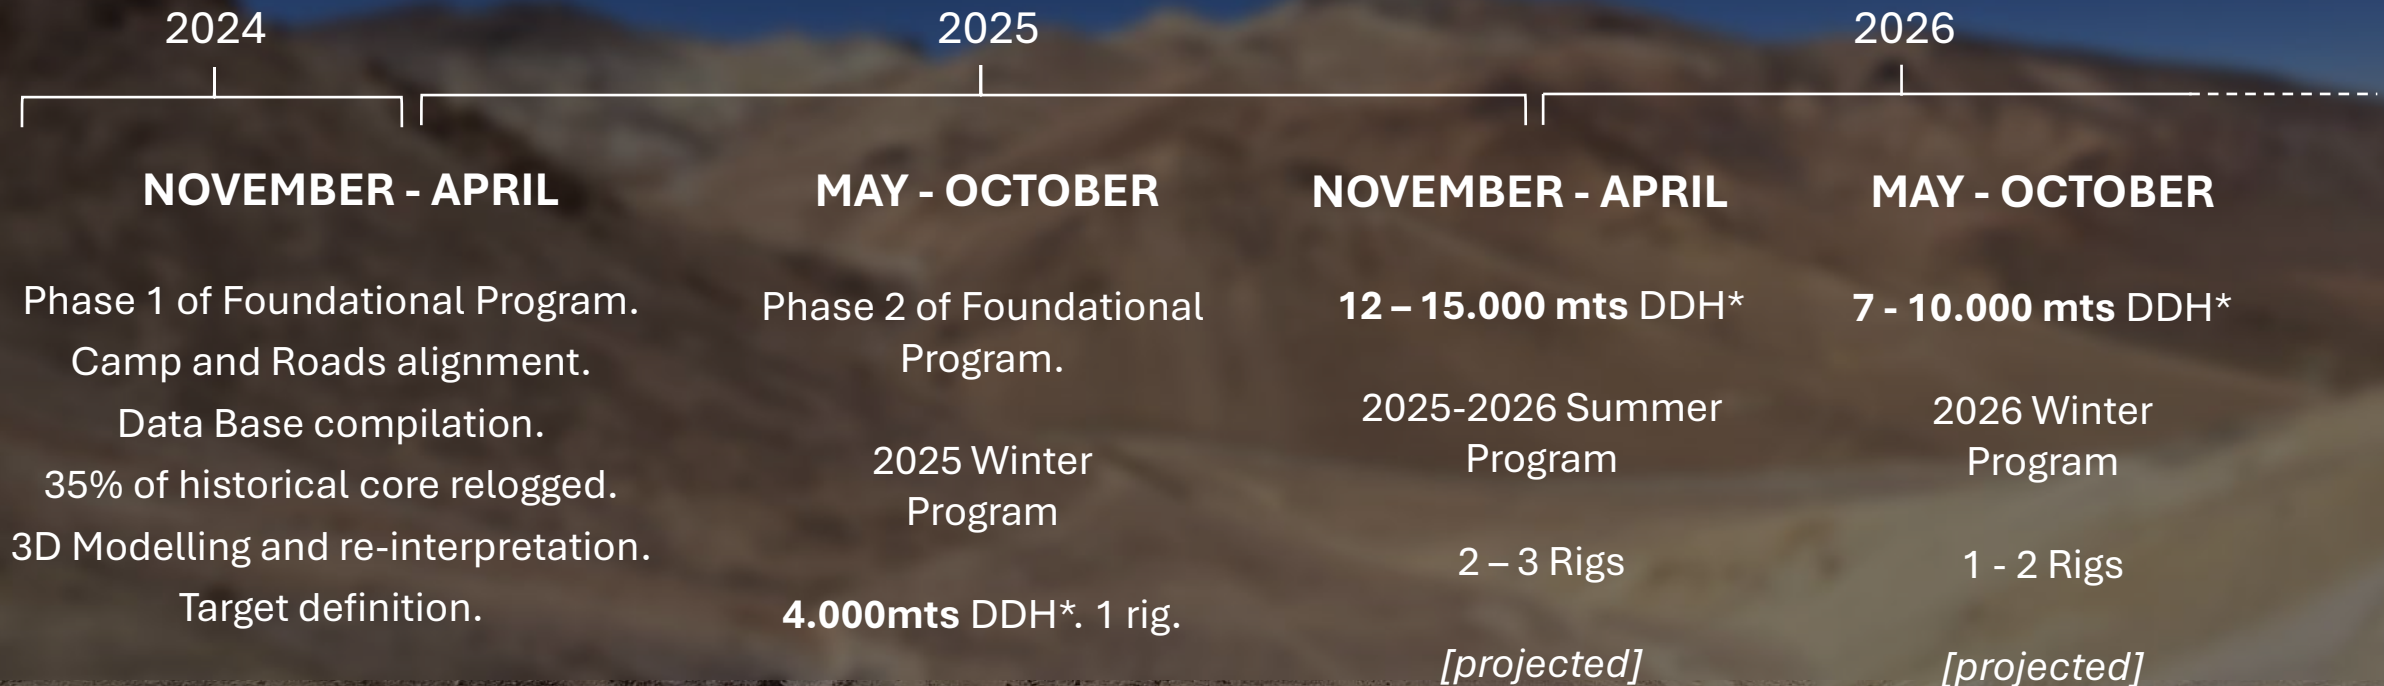 2024
2025
2026
NOVEMBER - APRIL
Phase 1 of Foundational Program.
Camp and Roads alignment.
Data Base compilation.
35% of historical core relogged.
3D Modelling and re-interpretation.
Target definition.
MAY - OCTOBER
Phase 2 of Foundational
Program.
2025 Winter
Program
4.000mts DDH*. 1 rig.
NOVEMBER - APRIL
12 – 15.000 mts DDH*
2025-2026 Summer
Program
2 – 3 Rigs
[projected]
MAY - OCTOBER
7 - 10.000 mts DDH*
2026 Winter
Program
1 - 2 Rigs
[projected]